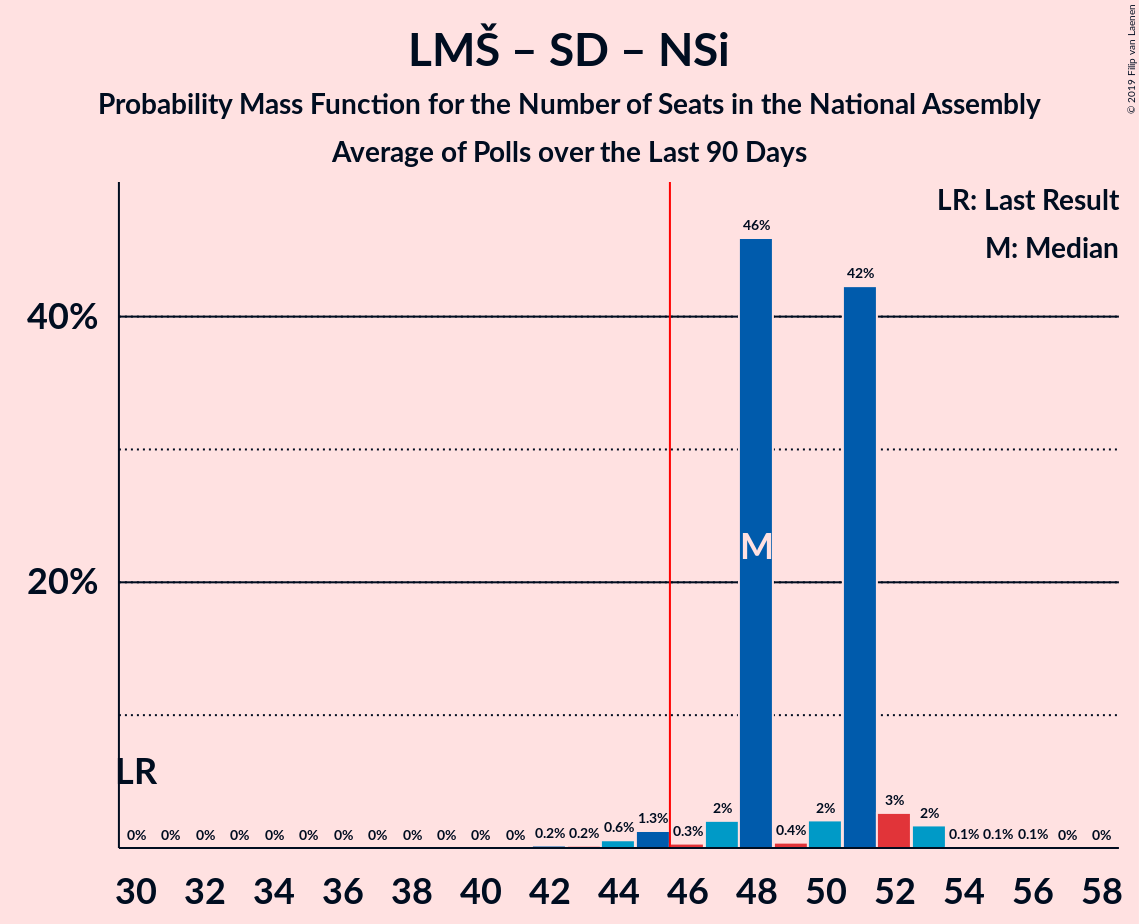 LMŠ – SD – NSi
Probability Mass Function for the Number of Seats in the National Assembly
Average of Polls over the Last 90 Days
© 2019 Filip van Laenen
LR: Last Result
M: Median
46%
42%
40%
M
20%
LR
0% 0% 0% 0% 0% 0% 0% 0% 0% 0% 0% 0% 0.2% 0.2% 0.6% 1.3% 0.3% 2% 0.4% 2% 3% 2% 0.1% 0.1% 0.1% 0% 0%
30 32 34 36 38 40 42 44 46 48 50 52 54 56 58